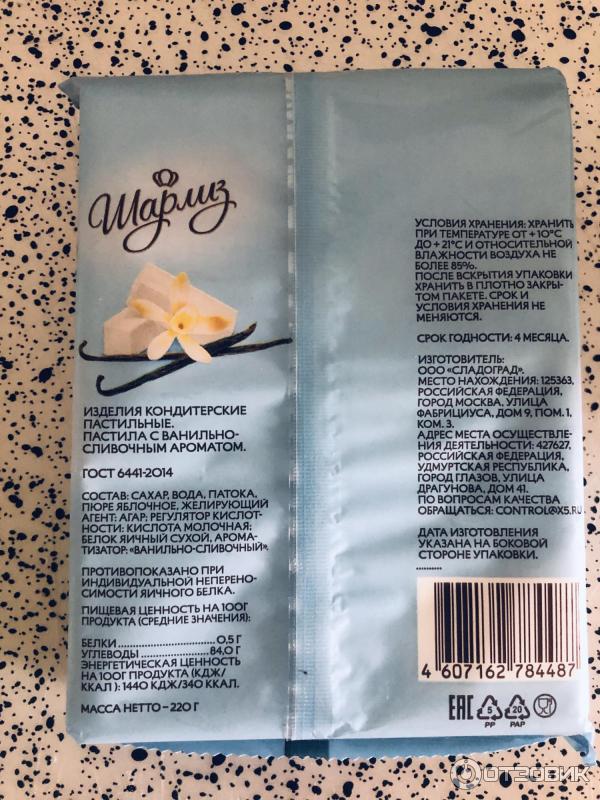 Шарлиз
ИЗДЕЛИЯ КОНДИТЕРСКИЕ
ПАСТИЛЬНЫЕ.
ПАСТИЛА С ВАНИЛЬНО-
СЛИВОЧНЫМ АРОМАТОМ.
ГОСТ 6441-2014
СОСТАВ: САХАР, ВОДА, ПАТОКА,
ПЮРЕ ЯБЛОЧНОЕ, ЖЕЛИРУЮЩИЙ
АГЕНТ: АГАР; РЕГУЛЯТОР КИСЛОТ-
НОСТИ: КИСЛОТА МОЛОЧНАЯ;
БЕЛОК ЯИЧНЫЙ СУХОЙ, АРОМА-
ТИЗАТОР: «ВАНИЛЬНО-СЛИВОЧНЫЙ».
ПРОТИВОПОКАЗАНО ПРИ
ИНДИВИДУАЛЬНОЙ НЕПЕРЕНО-
СИМОСТИ ЯИЧНОГО БЕЛКА.
ПИЩЕВАЯ ЦЕННОСТЬ НА 100Г
ПРОДУКТА (СРЕДНИЕ ЗНАЧЕНИЯ):
БЕЛКИ ........................ 0,5 Г
УГЛЕВОДЫ .................... 84,0 Г
ЭНЕРГЕТИЧЕСКАЯ ЦЕННОСТЬ
НА 100Г ПРОДУКТА (КДЖ/
ККАЛ ): 1440 КДЖ/340 ККАЛ.
МАССА НЕТТО – 220 Г
УСЛОВИЯ ХРАНЕНИЯ: ХРАНИТЬ
ПРИ ТЕМПЕРАТУРЕ ОТ + 10°С
ДО + 21°С И ОТНОСИТЕЛЬНОЙ
ВЛАЖНОСТИ ВОЗДУХА НЕ
БОЛЕЕ 85%.
ПОСЛЕ ВСКРЫТИЯ УПАКОВКИ
ХРАНИТЬ В ПЛОТНО ЗАКРЫ-
ТОМ ПАКЕТЕ. СРОК И
УСЛОВИЯ ХРАНЕНИЯ НЕ
МЕНЯЮТСЯ.
СРОК ГОДНОСТИ: 4 МЕСЯЦА.
ИЗГОТОВИТЕЛЬ:
ООО «СЛАДОГРАД».
МЕСТО НАХОЖДЕНИЯ: 125363,
РОССИЙСКАЯ ФЕДЕРАЦИЯ,
ГОРОД МОСКВА, УЛИЦА
ФАБРИЦИУСА, ДОМ 9, ПОМ. 1,
КОМ. 3.
АДРЕС МЕСТА ОСУЩЕСТВЛЕ-
НИЯ ДЕЯТЕЛЬНОСТИ: 427627,
РОССИЙСКАЯ ФЕДЕРАЦИЯ,
УДМУРТСКАЯ РЕСПУБЛИКА,
ГОРОД ГЛАЗОВ, УЛИЦА
ДРАГУНОВА, ДОМ 41.
ПО ВОПРОСАМ КАЧЕСТВА
ОБРАЩАТЬСЯ: CONTROL@X5.RU
ДАТА ИЗГОТОВЛЕНИЯ
УКАЗАНА НА БОКОВОЙ
СТОРОНЕ УПАКОВКИ.
4 607162 784487
ЕАС 5 PP 20 PAP
ОТЗОВИК